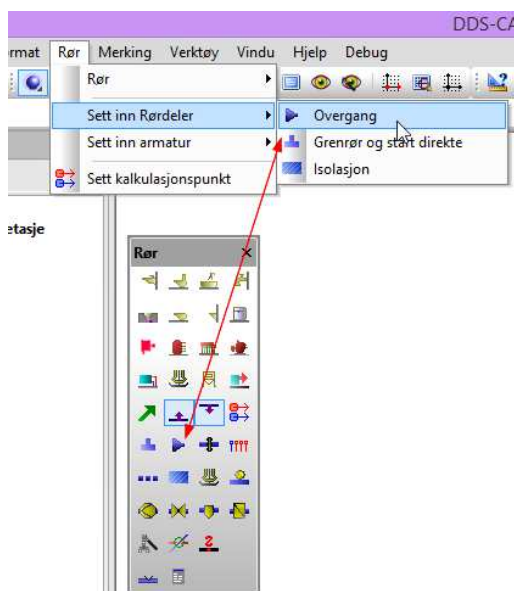 DDS-CA
ormat Rør Merking Verktøy Vindu Hjelp Debug
Rør
Sett inn Rørdeler
Sett inn armatur
Sett kalkulasjonspunkt
Overgang
Grenrør og start direkte
Isolasjon
etasje
Rør